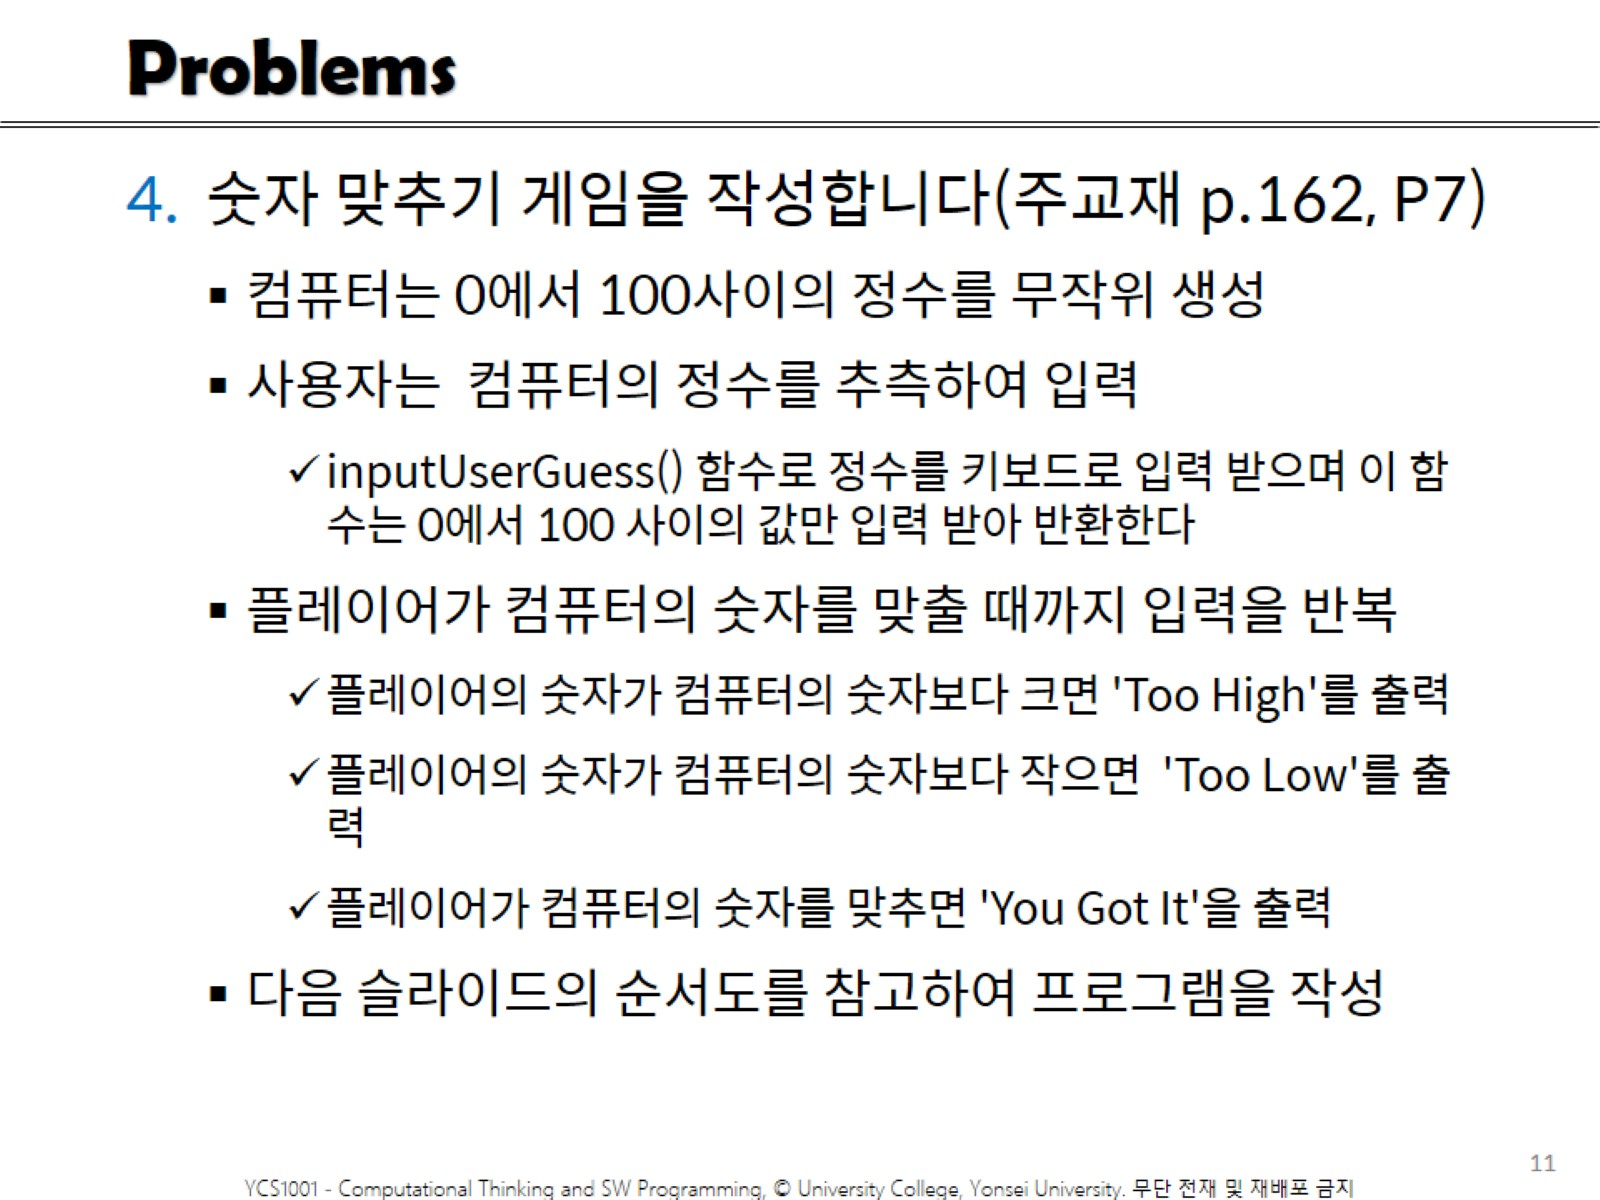 Problems
4. 숫자 맞추기 게임을 작성합니다(주교재 p.162, P7)
▪ 컴퓨터는 0에서 100사이의 정수를 무작위 생성
▪ 사용자는 컴퓨터의 정수를 추측하여 입력
✓inputUserGuess() 함수로 정수를 키보드로 입력 받으며 이 함
수는 0에서 100 사이의 값만 입력 받아 반환한다
▪ 플레이어가 컴퓨터의 숫자를 맞출 때까지 입력을 반복
✓플레이어의 숫자가 컴퓨터의 숫자보다 크면 'Too High'를 출력
✓플레이어의 숫자가 컴퓨터의 숫자보다 작으면 'Too Low'를 출
력
✓플레이어가 컴퓨터의 숫자를 맞추면 'You Got It'을 출력
▪ 다음 슬라이드의 순서도를 참고하여 프로그램을 작성
11
YCS1001 - Computational Thinking and SW Programming, © University College, Yonsei University. 무단 전재 및 재배포 금지